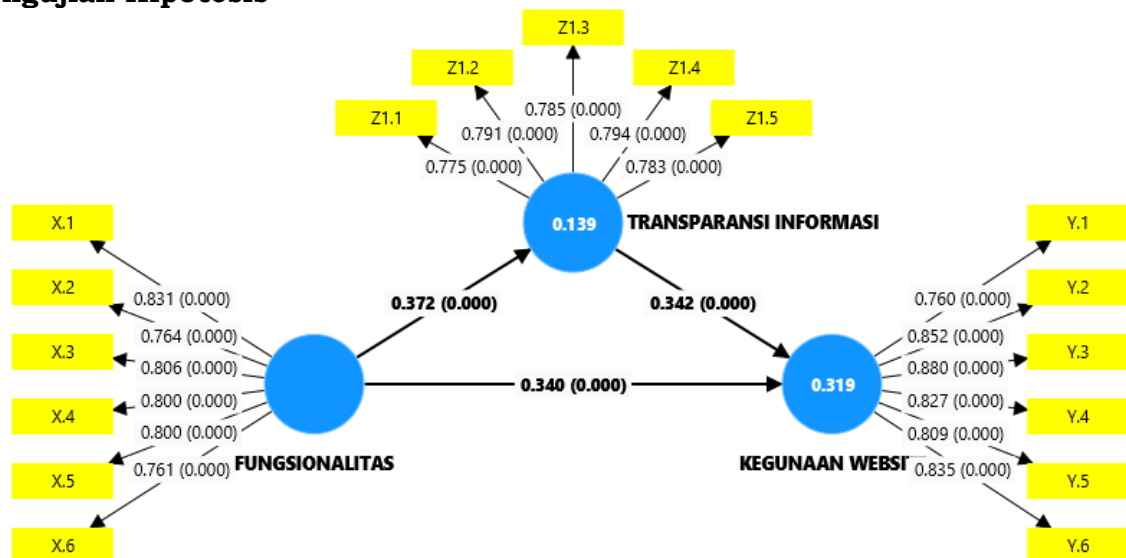 Z1.3
Z1.2
Z1.4
Z1.1
Z1.5
0.785 (0.000)
0.791 (0.000)
0.794 (0.000)
0.775 (0.000)
0.783 (0.000)
0.139
TRANSPARANSI INFORMASI
X.1
X.2
X.3
X.4
X.5
X.6
0.831 (0.000)
0.764 (0.000)
0.806 (0.000)
0.800 (0.000)
0.800 (0.000)
0.761 (0.000)
FUNGSIONALITAS
0.372 (0.000)
0.342 (0.000)
0.340 (0.000)
0.319
KEGUNAAN
0.760 (0.000)
0.852 (0.000)
0.880 (0.000)
0.827 (0.000)
0.809 (0.000)
0.835 (0.000)
Y.1
Y.2
Y.3
Y.4
Y.5
Y.6